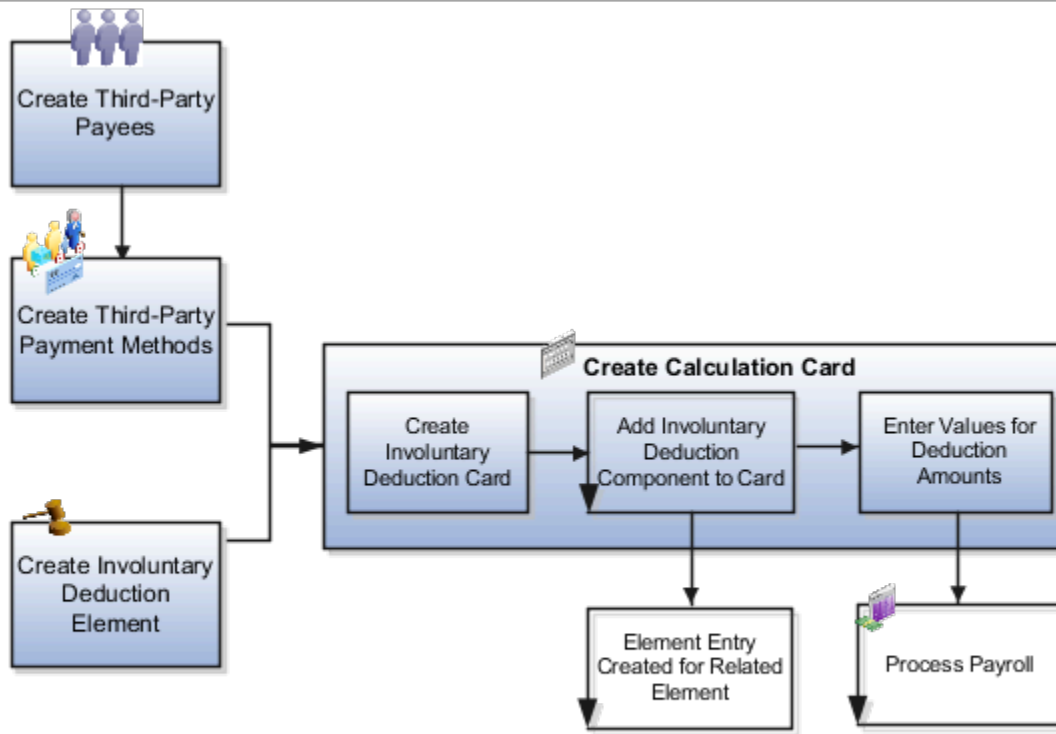 Create Third-Party
Payees
Create Third-Party
Payment Methods
Create Involuntary
Deduction
Element
Create Calculation Card
Create
Involuntary
Deduction Card
Add Involuntary
Deduction
Component to Card
Enter Values for
Deduction
Amounts
Element Entry
Created for Related
Element
Process Payroll